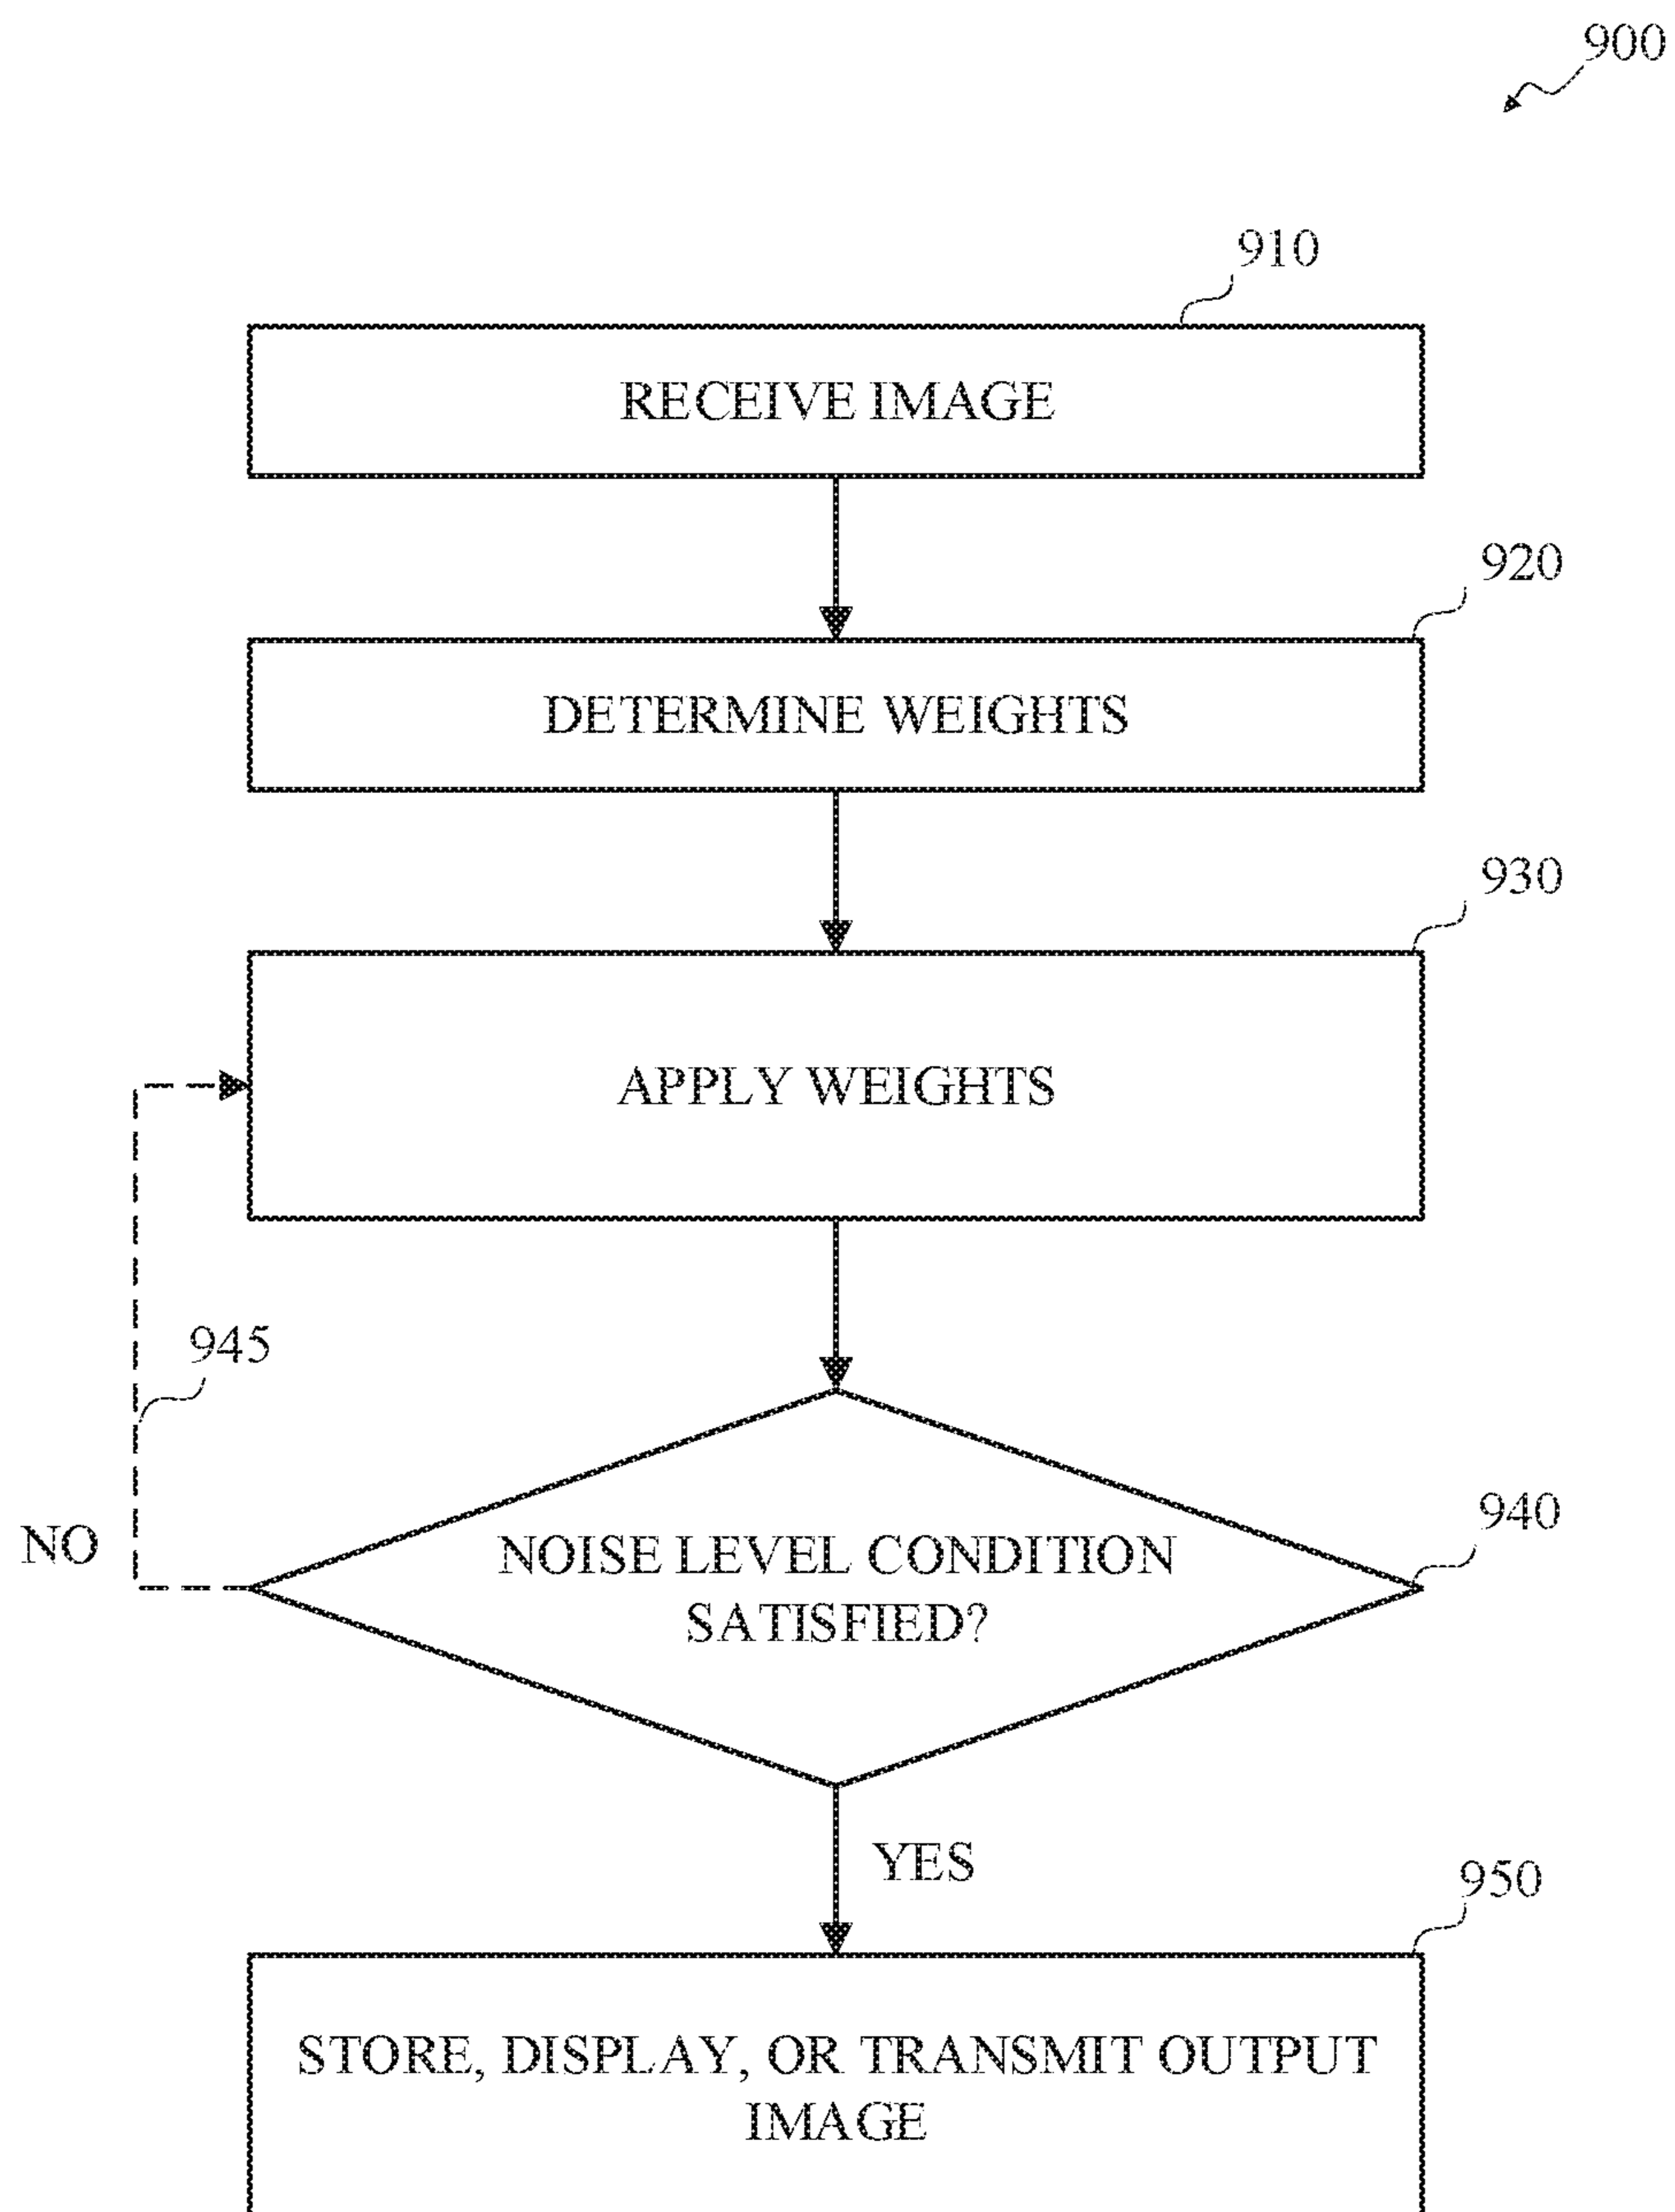 900
910
RECEIVE IMAGE
920
DETERMINE WEIGHTS
930
APPLY WEIGHTS
945
940
NO
NOISE LEVEL CONDITION
SATISFIED?
YES
950
STORE, DISPLAY, OR TRANSMIT OUTPUT
IMAGE